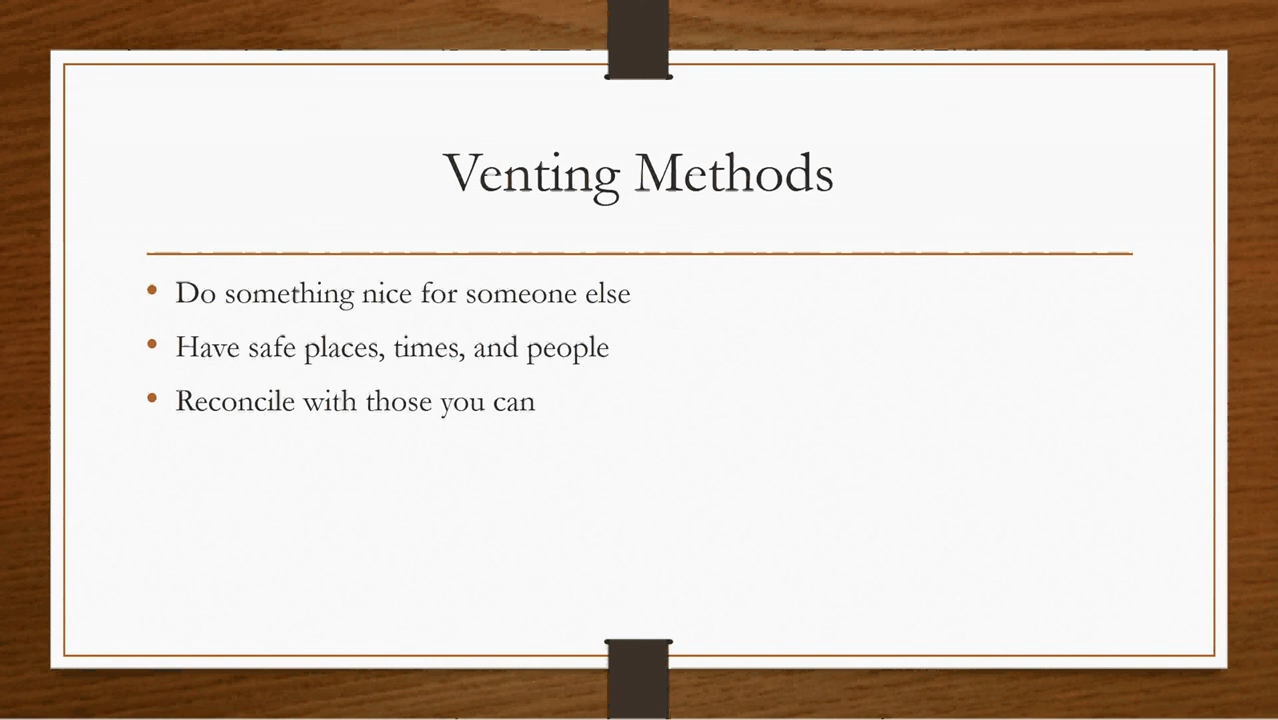 Venting Methods
Do something nice for someone else
Have safe places, times, and people
Reconcile with those you can